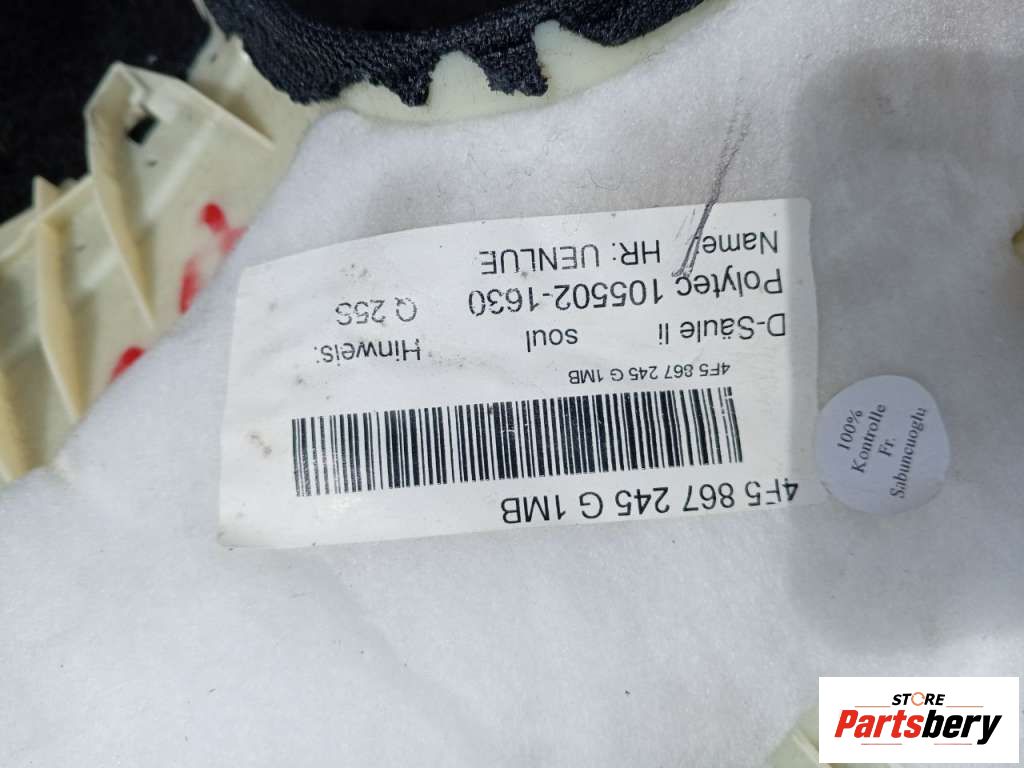 4F5 867 245 G 1MB
4F5 867 245 G 1MB
D-Säule li soul Hinweis:
Polytec 105502-1630 Q 25S
Name: HR: UENLUE
100%
Kontrolle
Fr.
Sabuncuoglu
STORE
Partsbery